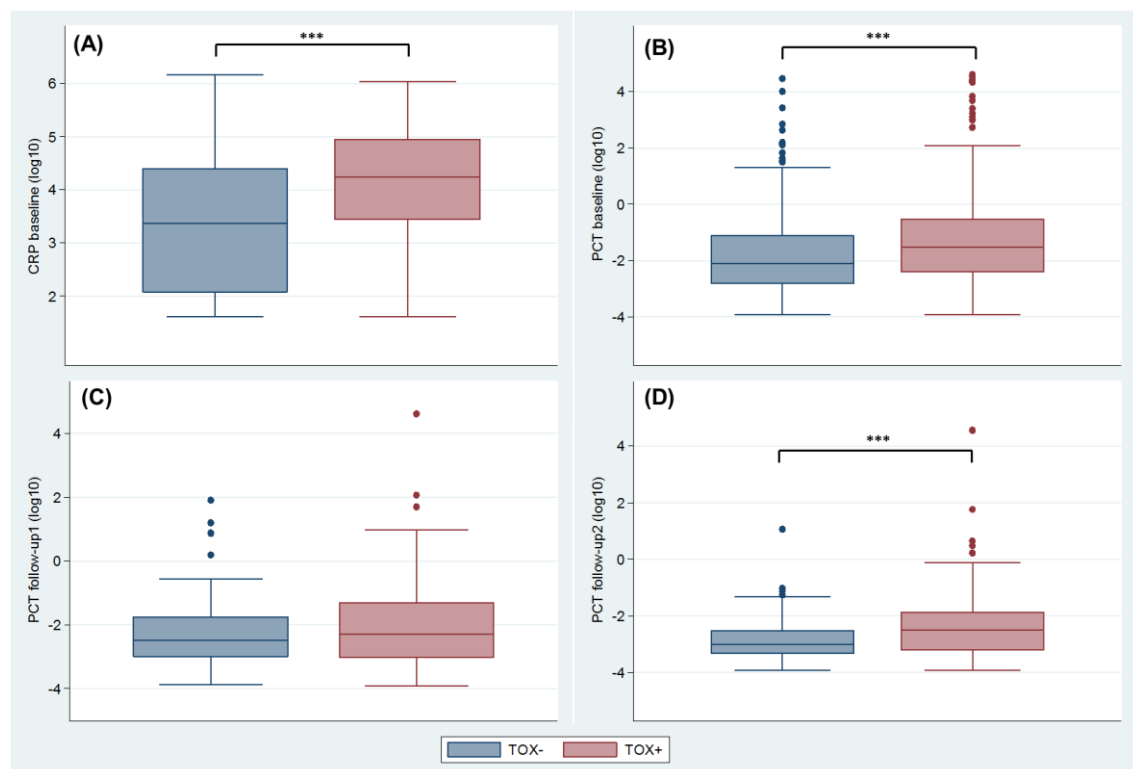 (A)
***
CRP baseline (log10)
6
5
4
3
2
(B)
***
PCT baseline (log10)
4
2
0
-2
-4
(C)
PCT follow-up1 (log10)
4
2
0
-2
-4
(D)
***
PCT follow-up2 (log10)
4
2
0
-2
-4
TOX- TOX+